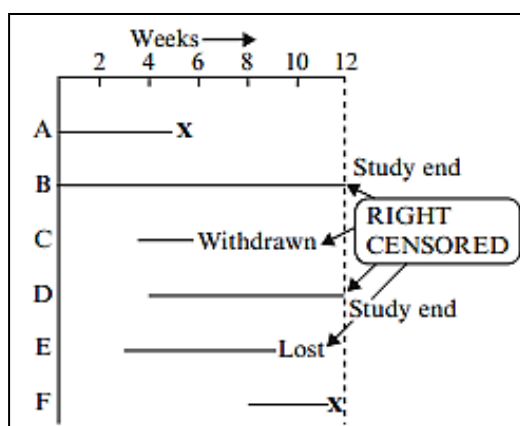 Weeks
2 4 6 8 10 12
A x
B Study end
RIGHT
C Withdrawn
CENSORED
D
Study end
E Lost
F x